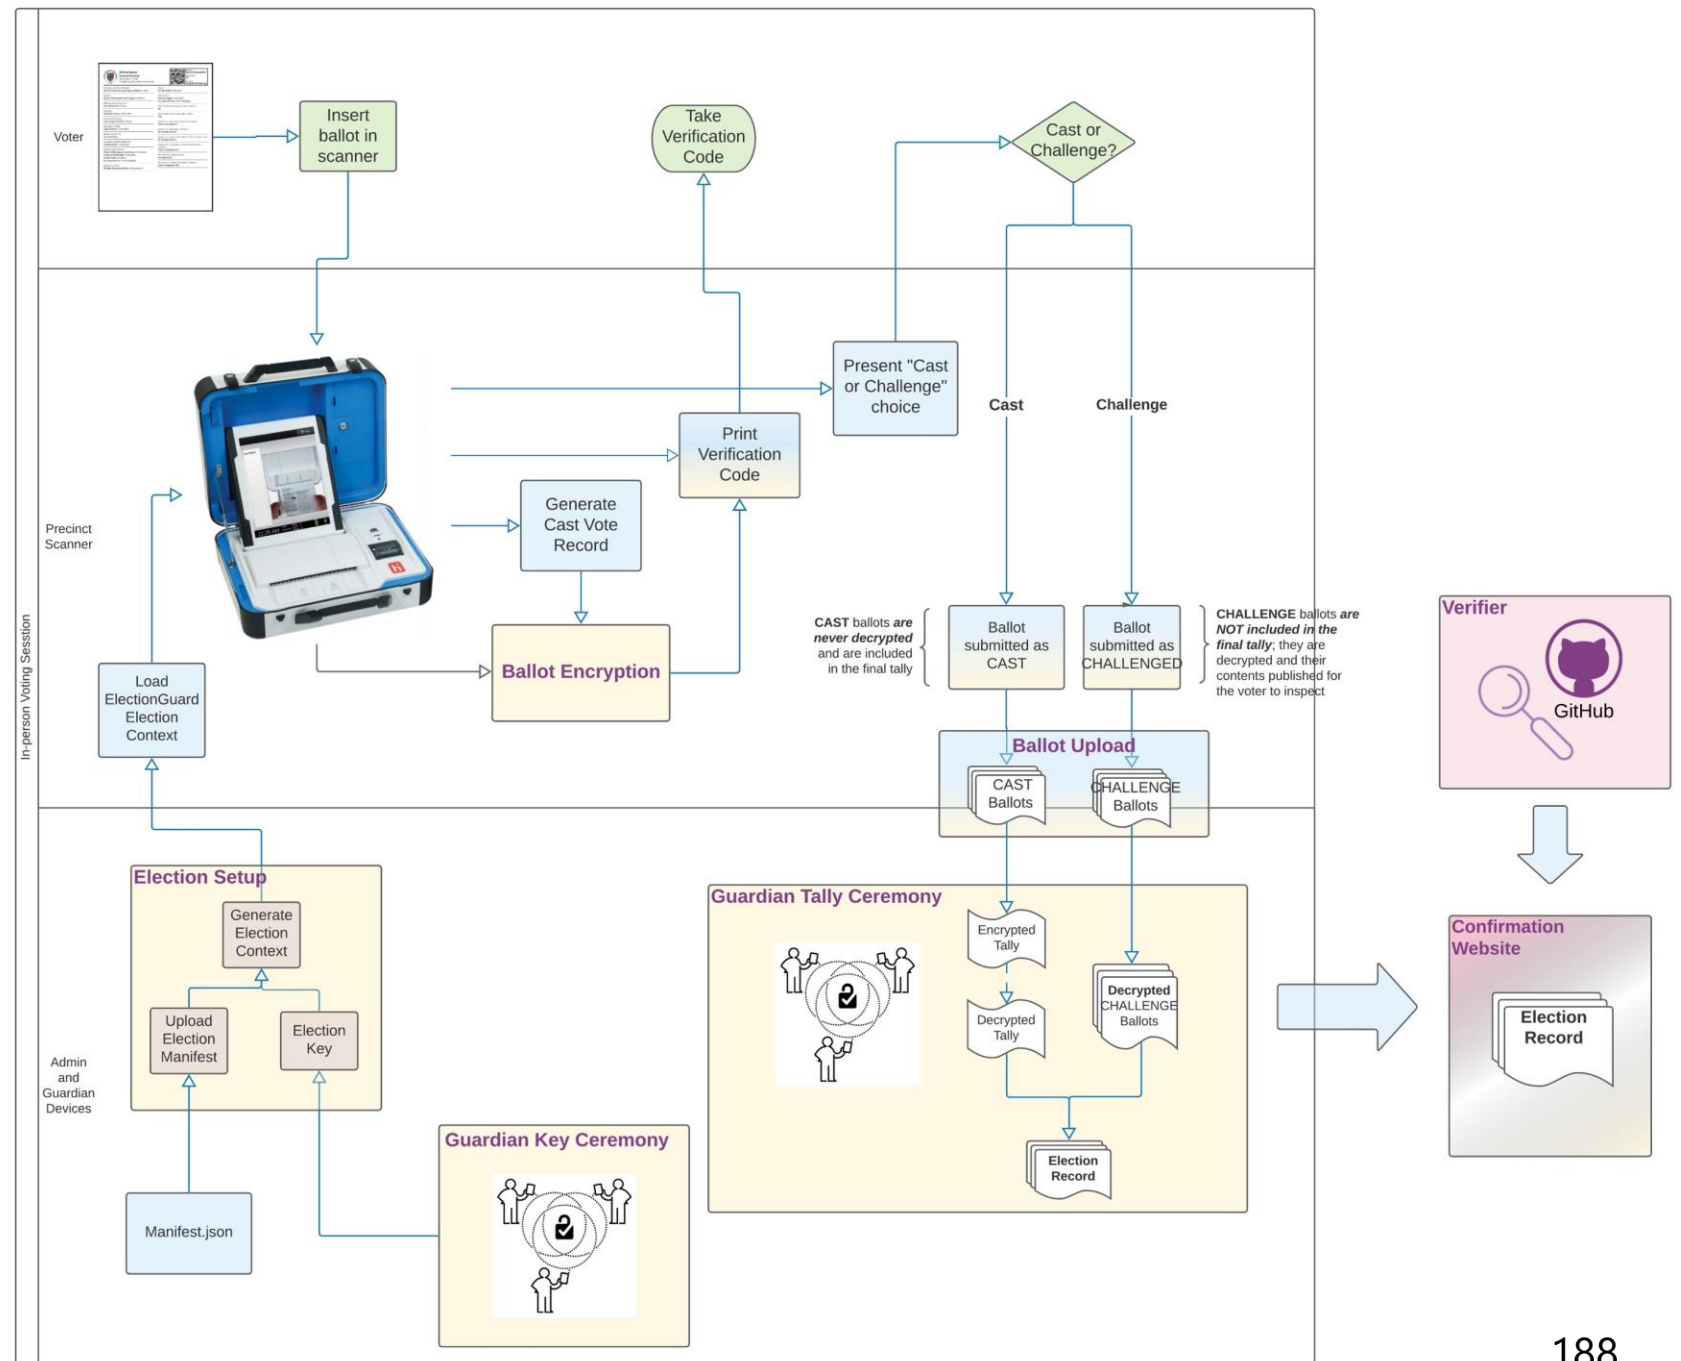 Voter
Insert
ballot in
scanner
Take
Verification
Code
Cast or
Challenge?
In-person Voting Sesstion
Precinct
Scanner
Present "Cast
or Challenge"
choice
Cast
Challenge
Print
Verification
Code
Generate
Cast Vote
Record
Ballot Encryption
Load
ElectionGuard
Election
Context
CAST ballots are
never decrypted
and are included
in the final tally
Ballot
submitted as
CAST
Ballot
submitted as
CHALLENGED
CHALLENGE ballots are
NOT included in the
final tally; they are
decrypted and their
contents published for
the voter to inspect
Ballot Upload
CAST
Ballots
CHALLENGE
Ballots
Verifier
GitHub
Admin
and
Guardian
Devices
Election Setup
Generate
Election
Context
Upload
Election
Manifest
Election
Key
Manifest.json
Guardian Key Ceremony
Guardian Tally Ceremony
Encrypted
Tally
Decrypted
Tally
Decrypted
CHALLENGE
Ballots
Election
Record
Confirmation
Website
Election
Record
188